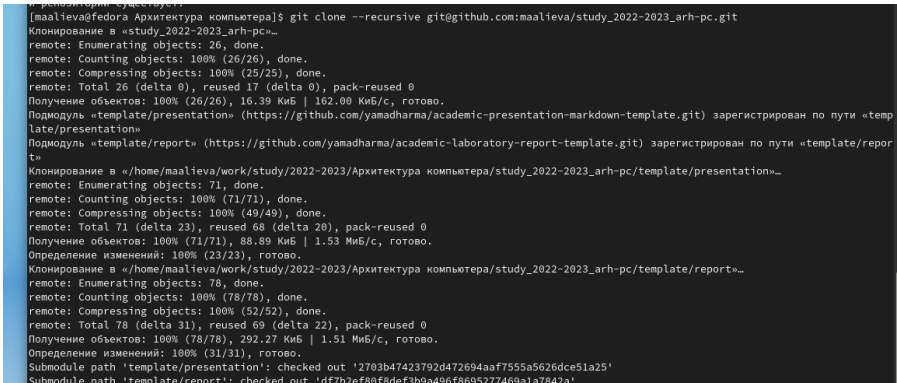 и репозиторий существует.
[maalieva@fedora Архитектура компьютера]$ git clone --recursive git@github.com:maalieva/study_2022-2023_arh-pc.git
Клонирование в «study_2022-2023_arh-pc»…
remote: Enumerating objects: 26, done.
remote: Counting objects: 100% (26/26), done.
remote: Compressing objects: 100% (25/25), done.
remote: Total 26 (delta 0), reused 17 (delta 0), pack-reused 0
Получение объектов: 100% (26/26), 16.39 КиБ | 162.00 КиБ/с, готово.
Подмодуль «template/presentation» (https://github.com/yamadharma/academic-presentation-markdown-template.git) зарегистрирован по пути «temp
late/presentation»
Подмодуль «template/report» (https://github.com/yamadharma/academic-laboratory-report-template.git) зарегистрирован по пути «template/repor
t»
Клонирование в «/home/maalieva/work/study/2022-2023/Архитектура компьютера/study_2022-2023_arh-pc/template/presentation»…
remote: Enumerating objects: 71, done.
remote: Counting objects: 100% (71/71), done.
remote: Compressing objects: 100% (49/49), done.
remote: Total 71 (delta 23), reused 68 (delta 20), pack-reused 0
Получение объектов: 100% (71/71), 88.89 КиБ | 1.53 МиБ/с, готово.
Определение изменений: 100% (23/23), готово.
Клонирование в «/home/maalieva/work/study/2022-2023/Архитектура компьютера/study_2022-2023_arh-pc/template/report»…
remote: Enumerating objects: 78, done.
remote: Counting objects: 100% (78/78), done.
remote: Compressing objects: 100% (52/52), done.
remote: Total 78 (delta 31), reused 69 (delta 22), pack-reused 0
Получение объектов: 100% (78/78), 292.27 КиБ | 1.51 МиБ/с, готово.
Определение изменений: 100% (31/31), готово.
Submodule path 'template/presentation': checked out '2703b47423792d472694aaf7555a5626dce51a25'
Submodule path 'template/report': checked out 'df7b2ef80f8def3b9a496f8695277469a1a7842a'